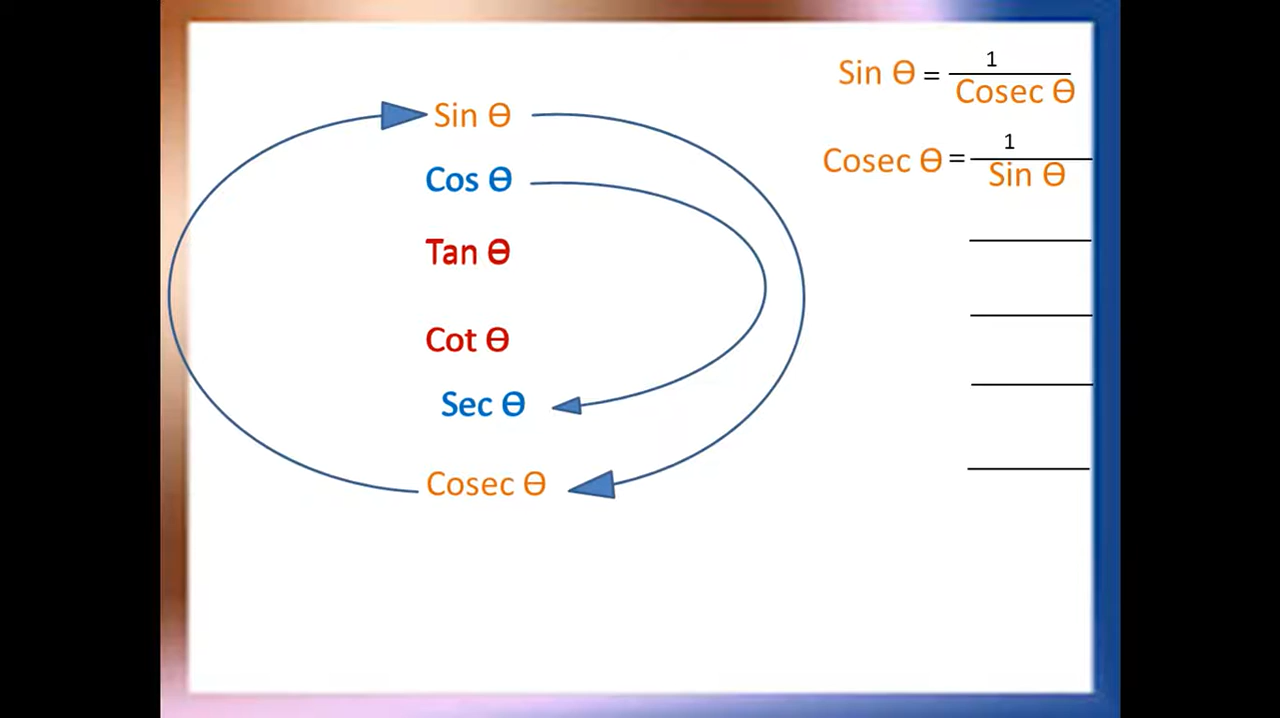 Sin Ɵ
Cos Ɵ
Tan Ɵ
Cot Ɵ
Sec Ɵ
Cosec Ɵ
Sin Ɵ = 1
Cosec Ɵ
Cosec Ɵ = 1
Sin Ɵ